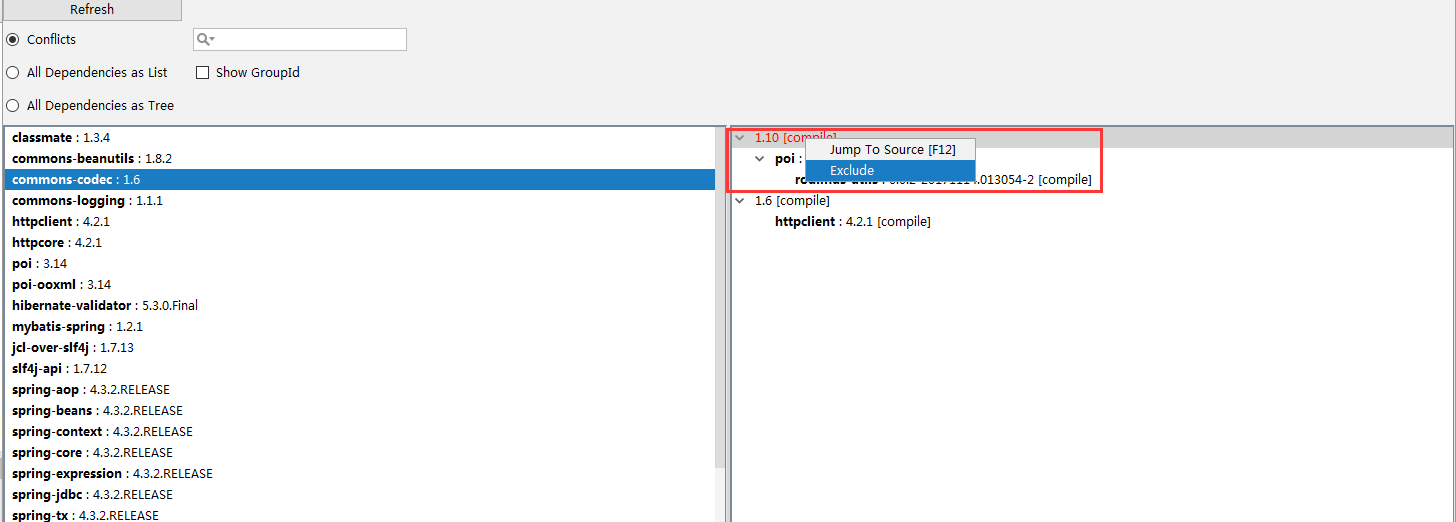 Refresh
Conflicts
All Dependencies as List
Show GroupId
All Dependencies as Tree
classmate : 1.3.4
commons-beanutils : 1.8.2
commons-codec : 1.6
commons-logging : 1.1.1
httpclient : 4.2.1
httpcore : 4.2.1
poi : 3.14
poi-ooxml : 3.14
hibernate-validator : 5.3.0.Final
mybatis-spring : 1.2.1
jcl-over-slf4j : 1.7.13
slf4j-api : 1.7.12
spring-aop : 4.3.2.RELEASE
spring-beans : 4.3.2.RELEASE
spring-context : 4.3.2.RELEASE
spring-core : 4.3.2.RELEASE
spring-expression : 4.3.2.RELEASE
spring-jdbc : 4.3.2.RELEASE
spring-tx : 4.3.2.RELEASE
1.10 [compile]
Jump To Source [F12]
poi :
Exclude
[compile]
1.6 [compile]
httpclient : 4.2.1 [compile]